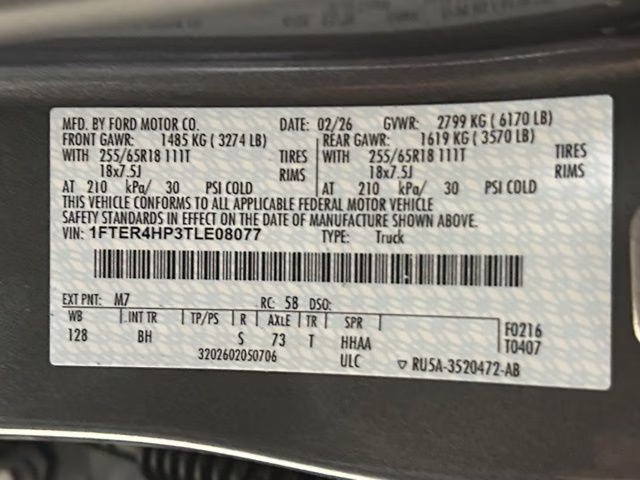 MFD. BY FORD MOTOR CO. DATE: 02/26 GVWR: 2799 KG ( 6170 LB)
FRONT GAWR: 1485 KG ( 3274 LB) REAR GAWR: 1619 KG ( 3570 LB)
WITH 255/65R18 111T TIRES WITH 255/65R18 111T TIRES
18x7.5J RIMS 18x7.5J RIMS
AT 210 kPa/ 30 PSI COLD AT 210 kPa/ 30 PSI COLD
THIS VEHICLE CONFORMS TO ALL APPLICABLE FEDERAL MOTOR VEHICLE
SAFETY STANDARDS IN EFFECT ON THE DATE OF MANUFACTURE SHOWN ABOVE.
VIN: 1FTER4HP3TLE08077 TYPE: Truck
EXT PNT: M7 RC: 58 DSO:
WB INT TR TP/PS R AXLE TR SPR F0216
128 BH S 73 T HHAA T0407
3202602050706 ULC ▽ RU5A-3520472-AB